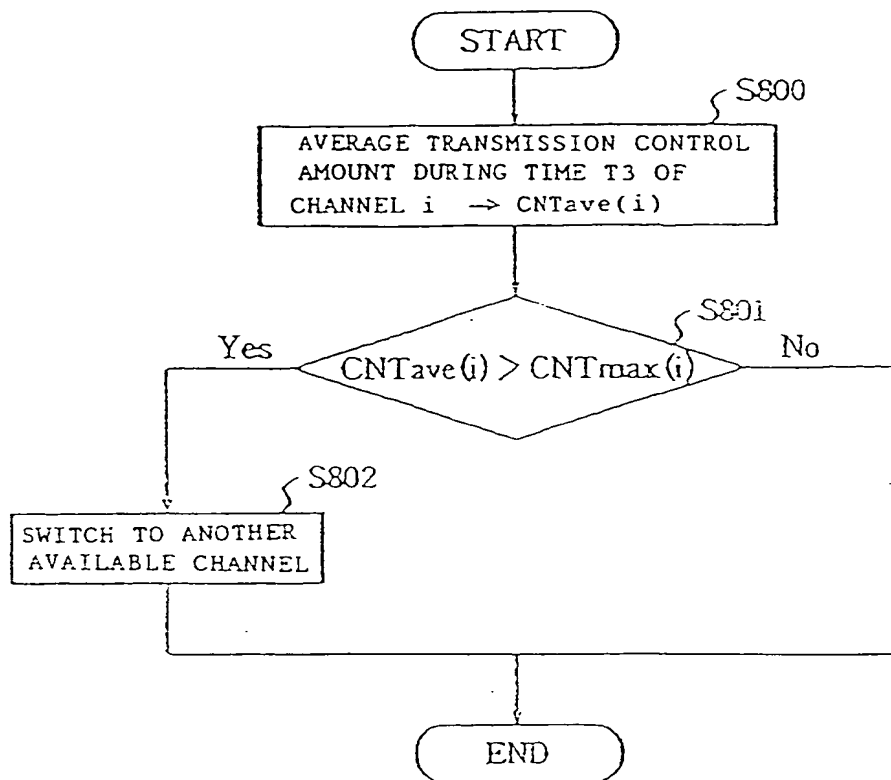 START
S800
AVERAGE TRANSMISSION CONTROL
AMOUNT DURING TIME T3 OF
CHANNEL i → CNTave(i)
S801
Yes
CNTave(i) > CNTmax(i)
No
S802
SWITCH TO ANOTHER
AVAILABLE CHANNEL
END